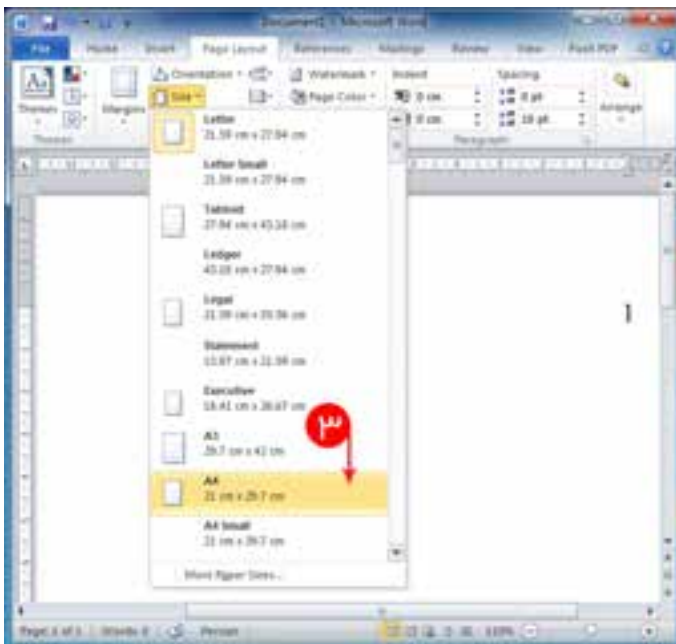 Document1 - Microsoft Word
File Home Insert Page Layout References Mailings Review View Foxit PDF
Themes
Margins
Orientation
Size
Watermark
Page Color
Indent
0 cm
0 cm
Spacing
0 pt
10 pt
Arrange
Themes
Paragraph
Letter
21.59 cm x 27.94 cm
Letter Small
21.59 cm x 27.94 cm
Tabloid
27.94 cm x 43.18 cm
Ledger
43.18 cm x 27.94 cm
Legal
21.59 cm x 35.56 cm
Statement
13.97 cm x 21.59 cm
Executive
18.41 cm x 26.67 cm
۳
A3
29.7 cm x 42 cm
A4
21 cm x 29.7 cm
A4 Small
21 cm x 29.7 cm
More Paper Sizes...
Page: 1 of 1 Words: 0 Persian 110%